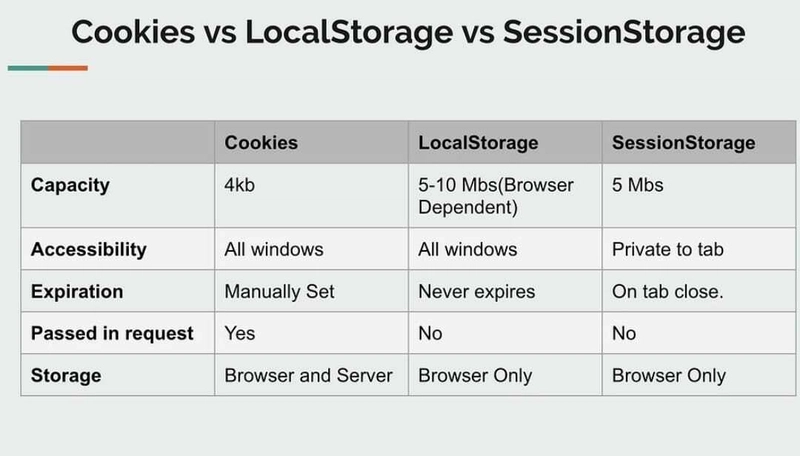 Cookies vs LocalStorage vs SessionStorage
Cookies LocalStorage SessionStorage
Capacity 4kb 5-10 Mbs(Browser 5 Mbs
Dependent)
Accessibility All windows All windows Private to tab
Expiration Manually Set Never expires On tab close.
Passed in request Yes No No
Storage Browser and Server Browser Only Browser Only